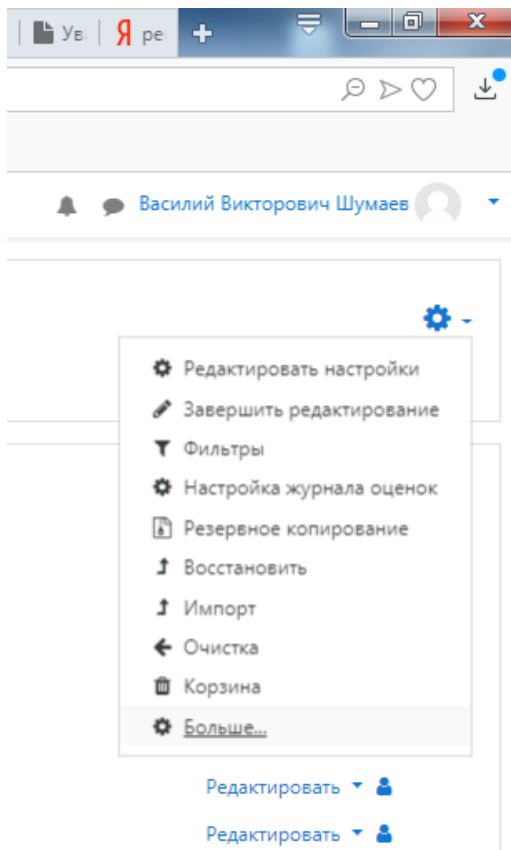 Ув
Я ре
Василий Викторович Шумаев
Редактировать настройки
Завершить редактирование
Фильтры
Настройка журнала оценок
Резервное копирование
Восстановить
Импорт
Очистка
Корзина
Больше...
Редактировать
Редактировать